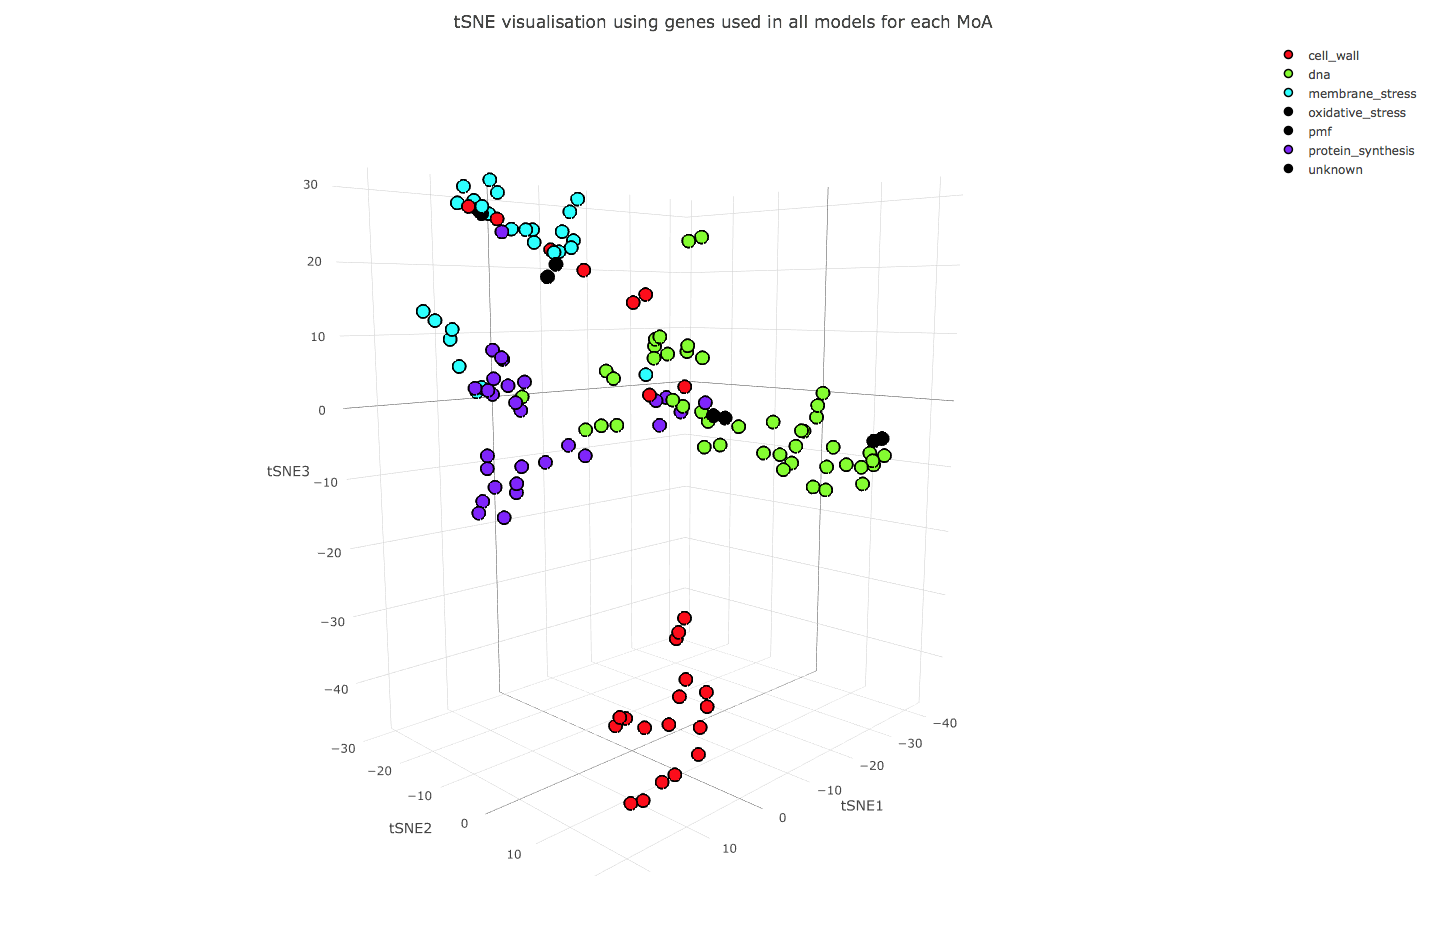 tSNE visualisation using genes used in all models for each MoA
cell_wall
dna
membrane_stress
oxidative_stress
pmf
protein_synthesis
unknown
30
20
10
0
tSNE3
−10
−20
−30
−40
−30
−20
−10
0
10
tSNE2
−40
−30
−20
−10
0
10
tSNE1